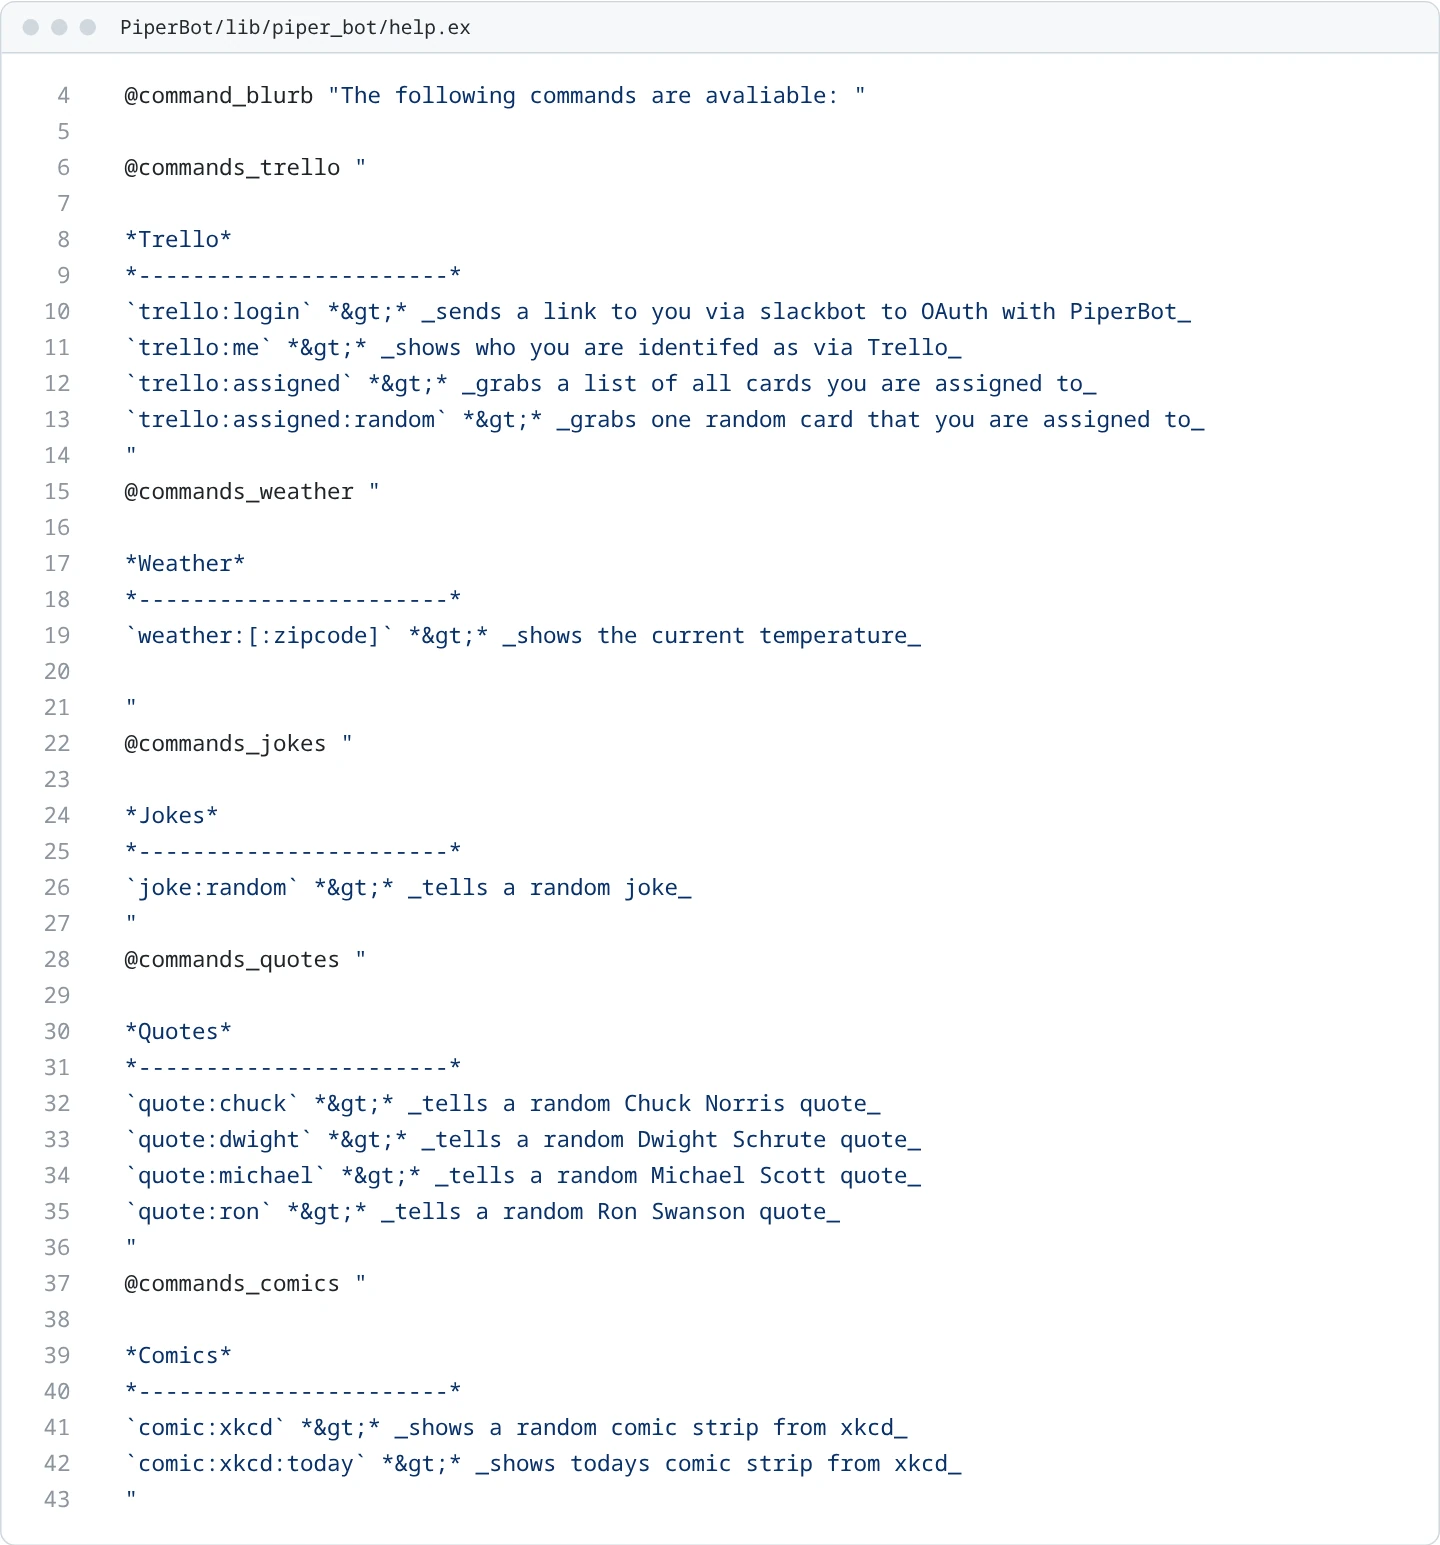 PiperBot/lib/piper_bot/help.ex
4 @command_blurb "The following commands are avaliable: "
5
6 @commands_trello "
7
8 *Trello*
9 *-----------------------*
10 `trello:login` *&gt;* _sends a link to you via slackbot to OAuth with PiperBot_
11 `trello:me` *&gt;* _shows who you are identifed as via Trello_
12 `trello:assigned` *&gt;* _grabs a list of all cards you are assigned to_
13 `trello:assigned:random` *&gt;* _grabs one random card that you are assigned to_
14 "
15 @commands_weather "
16
17 *Weather*
18 *-----------------------*
19 `weather:[:zipcode]` *&gt;* _shows the current temperature_
20
21 "
22 @commands_jokes "
23
24 *Jokes*
25 *-----------------------*
26 `joke:random` *&gt;* _tells a random joke_
27 "
28 @commands_quotes "
29
30 *Quotes*
31 *-----------------------*
32 `quote:chuck` *&gt;* _tells a random Chuck Norris quote_
33 `quote:dwight` *&gt;* _tells a random Dwight Schrute quote_
34 `quote:michael` *&gt;* _tells a random Michael Scott quote_
35 `quote:ron` *&gt;* _tells a random Ron Swanson quote_
36 "
37 @commands_comics "
38
39 *Comics*
40 *-----------------------*
41 `comic:xkcd` *&gt;* _shows a random comic strip from xkcd_
42 `comic:xkcd:today` *&gt;* _shows todays comic strip from xkcd_
43 "